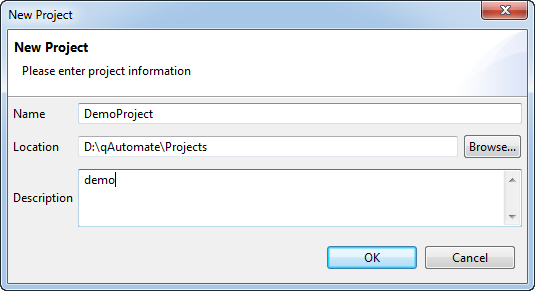 New Project
New Project
Please enter project information
Name DemoProject
Location D:\qAutomate\Projects Browse...
Description demo
OK Cancel